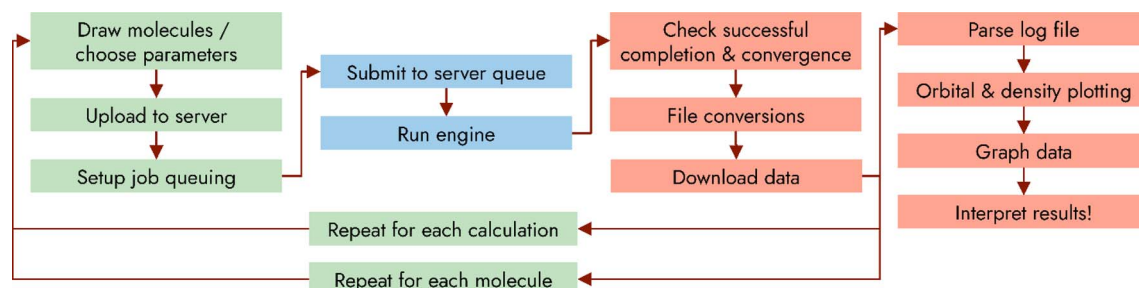 Draw molecules /
choose parameters
Upload to server
Setup job queuing
Submit to server queue
Run engine
Check successful
completion & convergence
File conversions
Download data
Parse log file
Orbital & density plotting
Graph data
Interpret results!
Repeat for each calculation
Repeat for each molecule